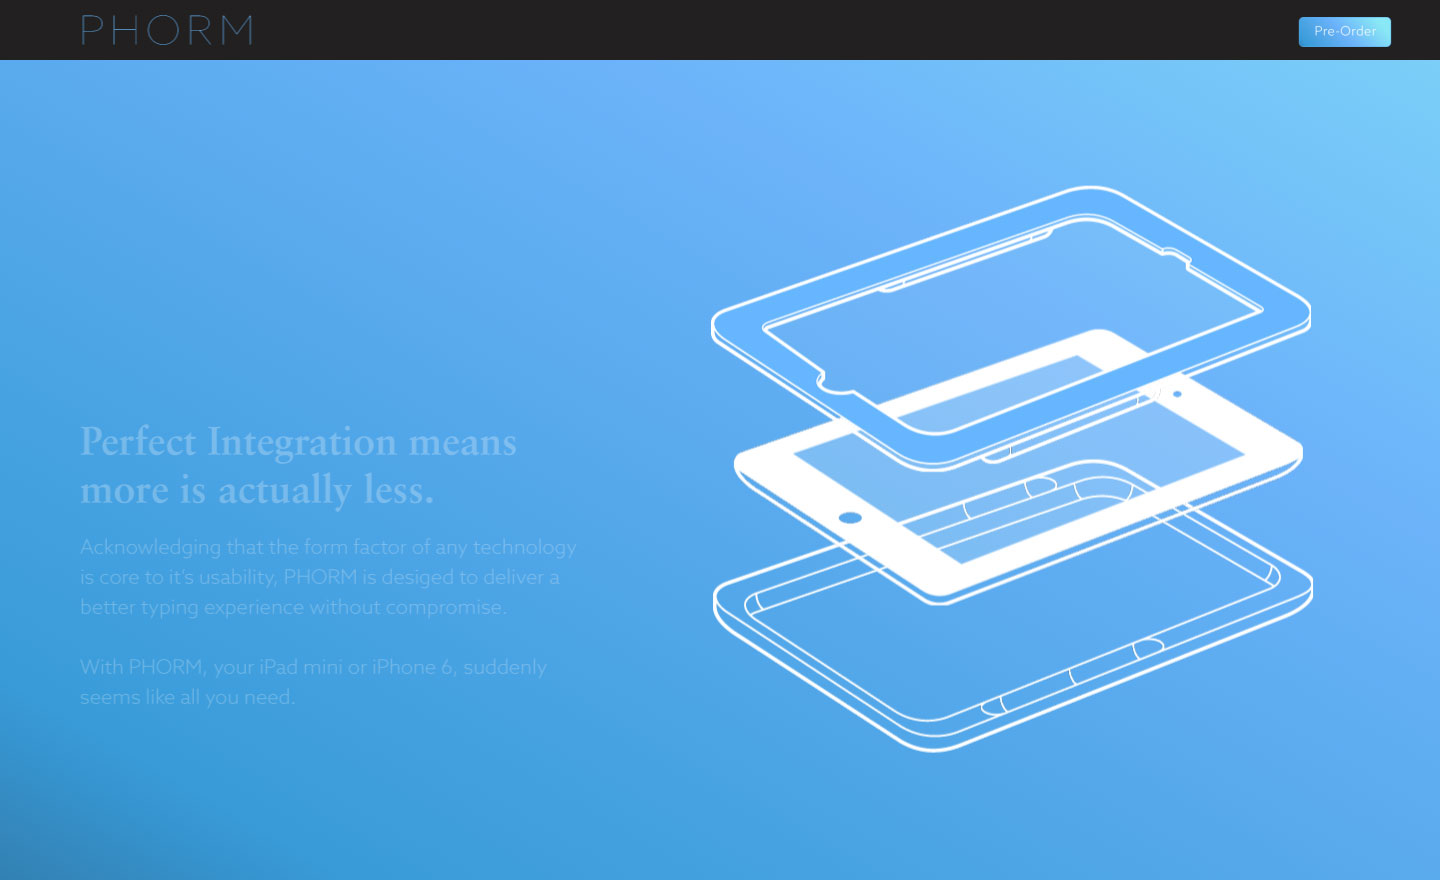 PHORM
Pre-Order
Perfect Integration means
more is actually less.
Acknowledging that the form factor of any technology
is core to it's usability, PHORM is desiged to deliver a
better typing experience without compromise.
With PHORM, your iPad mini or iPhone 6, suddenly
seems like all you need.